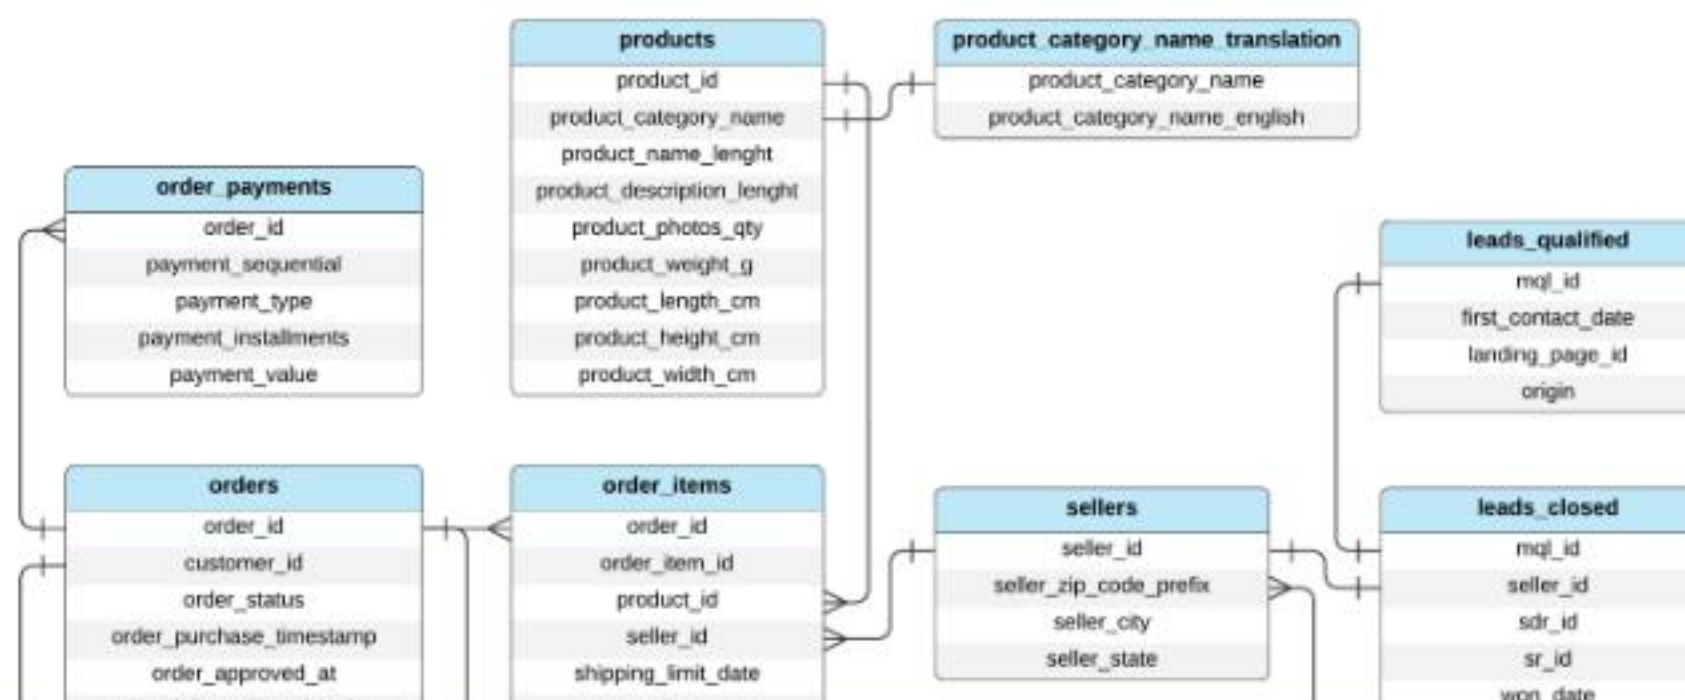 products
product_id
product_category_name
product_name_lenght
product_description_lenght
product_photos_qty
product_weight_g
product_length_cm
product_height_cm
product_width_cm
product_category_name_translation
product_category_name
product_category_name_english
order_payments
order_id
payment_sequential
payment_type
payment_installments
payment_value
leads_qualified
mql_id
first_contact_date
landing_page_id
origin
orders
order_id
customer_id
order_status
order_purchase_timestamp
order_approved_at
order_items
order_id
order_item_id
product_id
seller_id
shipping_limit_date
sellers
seller_id
seller_zip_code_prefix
seller_city
seller_state
leads_closed
mql_id
seller_id
sdr_id
sr_id
won_date